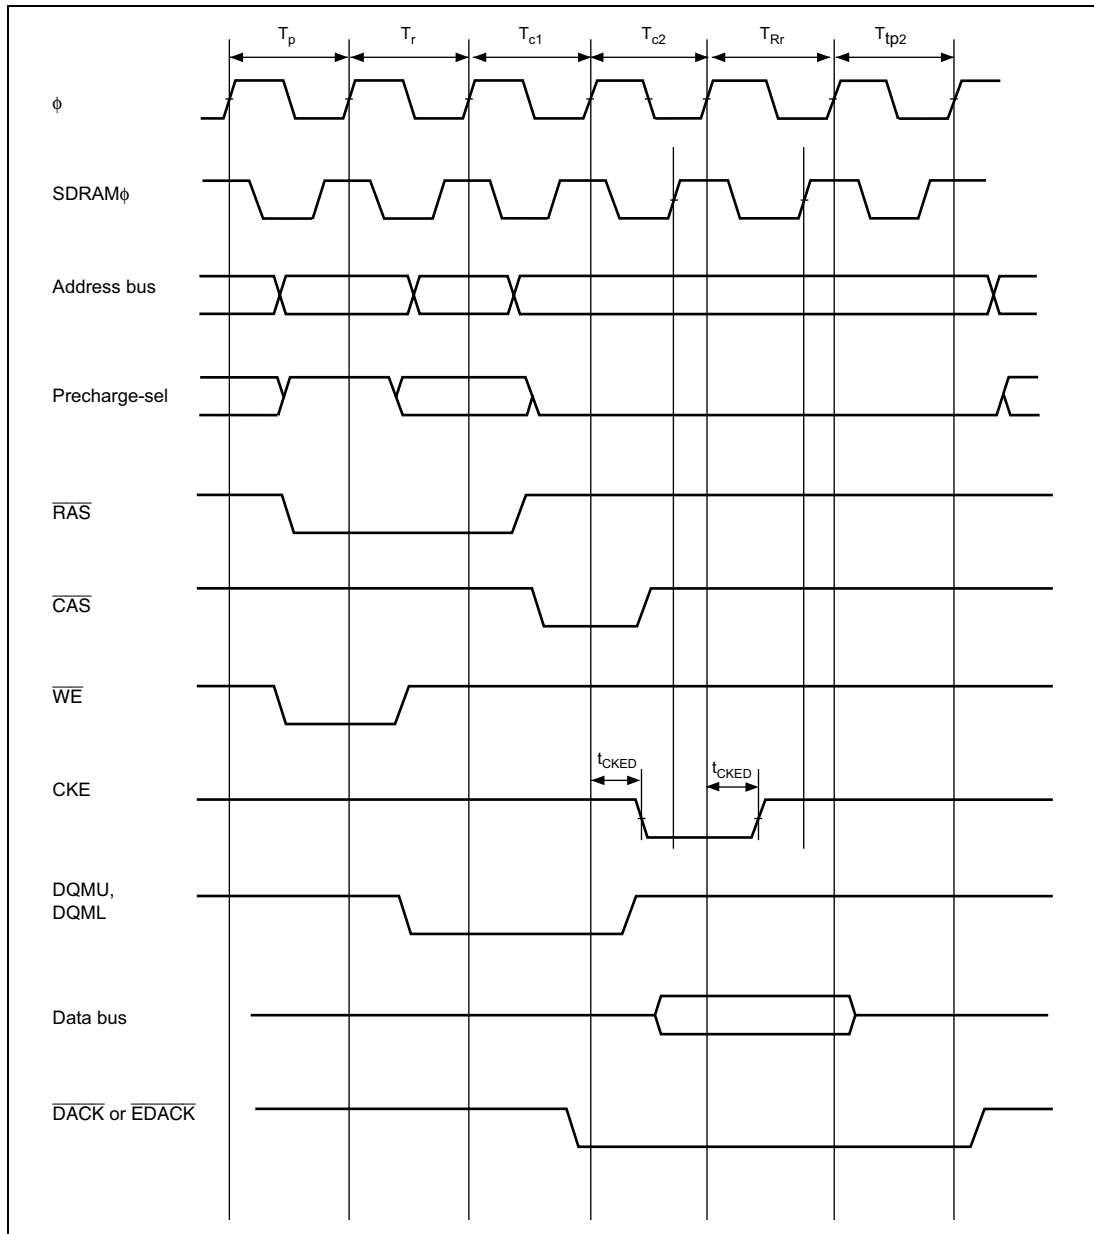 Tp Tr Tc1 Tc2 TRr Ttp2
ϕ
SDRAMϕ
Address bus
Precharge-sel
RAS
CAS
WE
tCKED tCKED
CKE
DQMU,
DQML
Data bus
DACK or EDACK